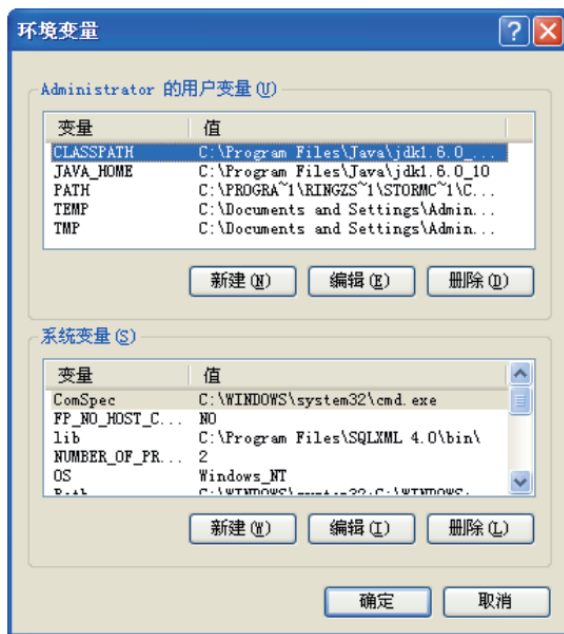 环境变量
Administrator 的用户变量(U)
变量 值
CLASSPATH C:\Program Files\Java\jdk1.6.0_...
JAVA_HOME C:\Program Files\Java\jdk1.6.0_10
PATH C:\PROGRA~1\RINGZS~1\STORMC~1\C...
TEMP C:\Documents and Settings\Admin...
TMP C:\Documents and Settings\Admin...
新建(N) 编辑(E) 删除(D)
系统变量(S)
变量 值
ComSpec C:\WINDOWS\system32\cmd.exe
FP_NO_HOST_C... NO
lib C:\Program Files\SQLXML 4.0\bin\
NUMBER_OF_PR... 2
OS Windows_NT
Path C:\WINDOWS\system32;C:\WINDOWS;
新建(W) 编辑(I) 删除(L)
确定 取消